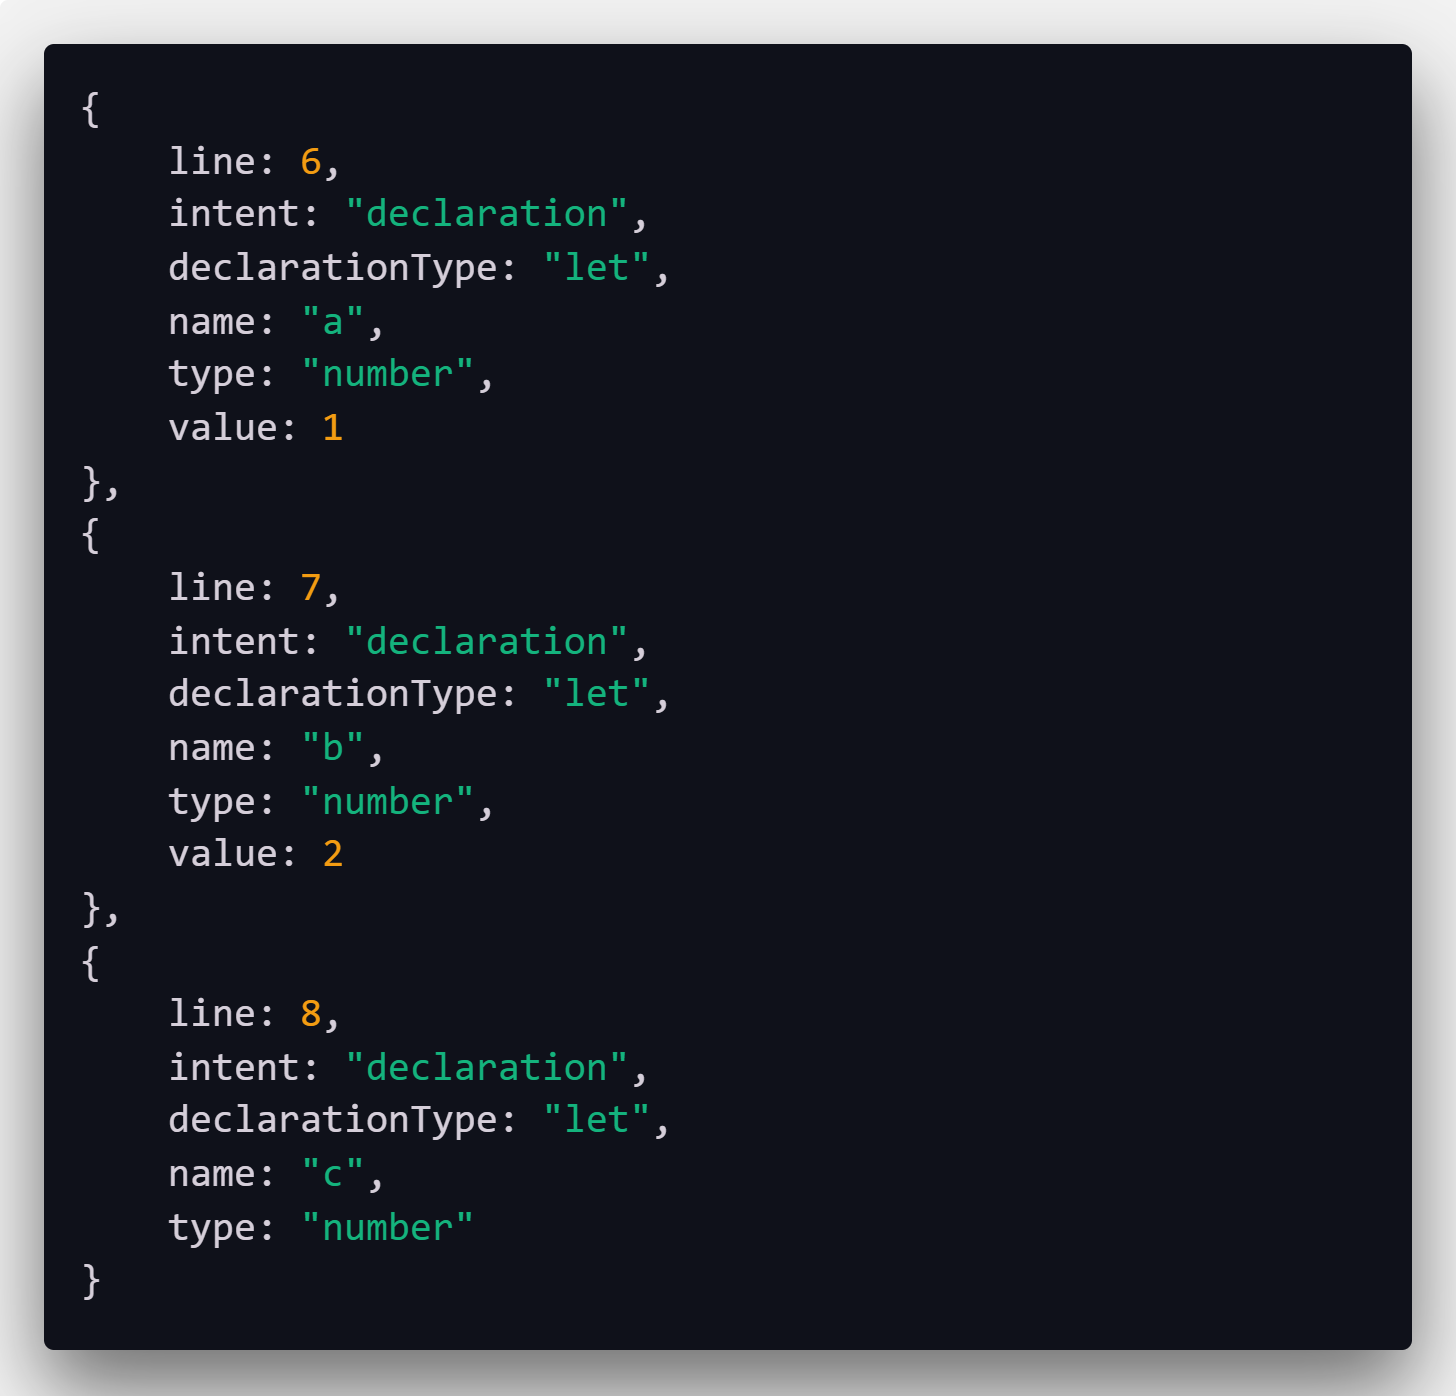 {
    line: 6,
    intent: "declaration",
    declarationType: "let",
    name: "a",
    type: "number",
    value: 1
},
{
    line: 7,
    intent: "declaration",
    declarationType: "let",
    name: "b",
    type: "number",
    value: 2
},
{
    line: 8,
    intent: "declaration",
    declarationType: "let",
    name: "c",
    type: "number"
}